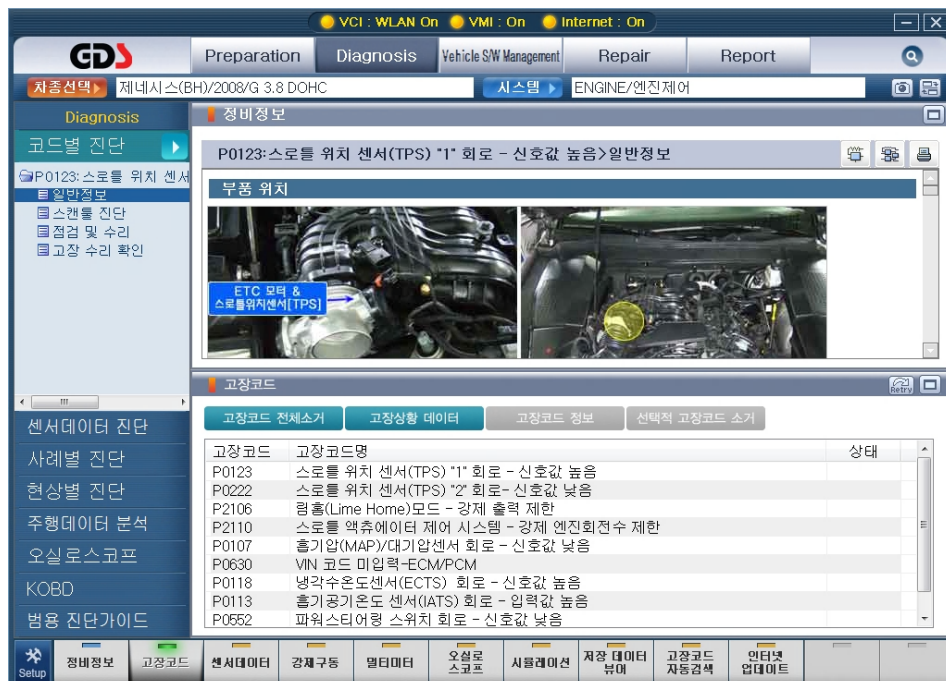 VCI : WLAN On VMI : On Internet : On
GDS
Preparation Diagnosis Vehicle S/W Management Repair Report
차종선택 제네시스(BH)/2008/G 3.8 DOHC 시스템 ENGINE/엔진제어
Diagnosis
코드별 진단
P0123:스로틀 위치 센서
일반정보
스캔툴 진단
점검 및 수리
고장 수리 확인
센서데이터 진단
사례별 진단
현상별 진단
주행데이터 분석
오실로스코프
KOBD
범용 진단가이드
정비정보
P0123:스로틀 위치 센서(TPS) "1" 회로 - 신호값 높음>일반정보
부품 위치
ETC 모터 &
스로틀위치센서[TPS]
고장코드
Retry
고장코드 전체소거 고장상황 데이터 고장코드 정보 선택적 고장코드 소거
고장코드 고장코드명 상태
P0123 스로틀 위치 센서(TPS) "1" 회로 - 신호값 높음
P0222 스로틀 위치 센서(TPS) "2" 회로- 신호값 낮음
P2106 림홈(Lime Home)모드 - 강제 출력 제한
P2110 스로틀 액츄에이터 제어 시스템 - 강제 엔진회전수 제한
P0107 흡기압(MAP)/대기압센서 회로 - 신호값 낮음
P0630 VIN 코드 미입력-ECM/PCM
P0118 냉각수온도센서(ECTS) 회로 - 신호값 높음
P0113 흡기공기온도 센서(IATS) 회로 - 입력값 높음
P0552 파워스티어링 스위치 회로 - 신호값 낮음
Setup 정비정보 고장코드 센서데이터 강제구동 멀티미터 오실로스코프 시뮬레이션 저장 데이터 뷰어 고장코드 자동검색 인터넷 업데이트